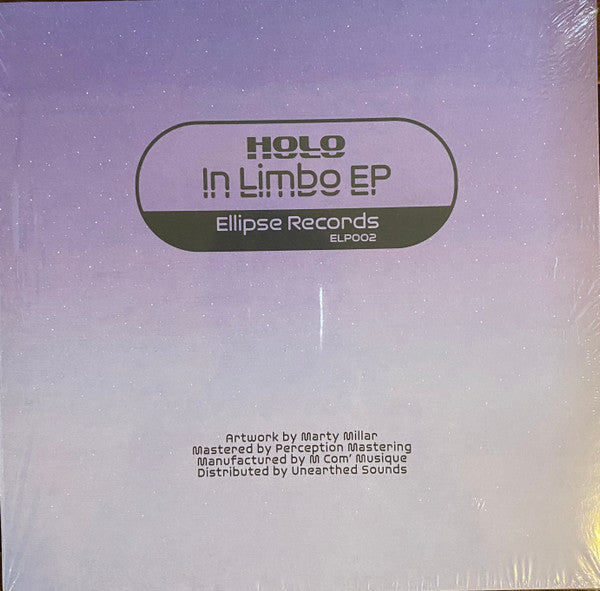 HOLO
In Limbo EP
Ellipse Records
ELP002
Artwork by Marty Millar
Mastered by Perception Mastering
Manufactured by M Com' Musique
Distributed by Unearthed Sounds